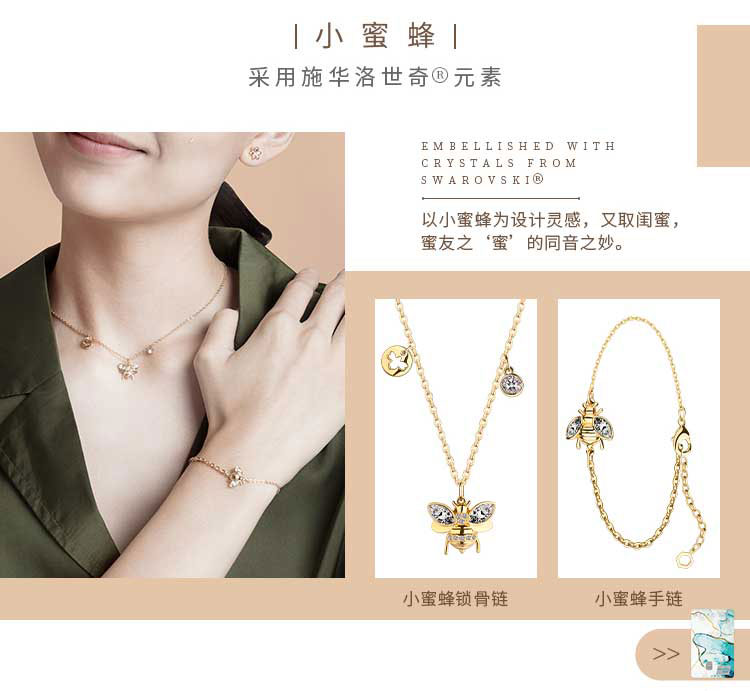 小蜜蜂
采用施华洛世奇®元素
EMBELLISHED WITH
CRYSTALS FROM
SWAROVSKI®
以小蜜蜂为设计灵感，又取闺蜜，
蜜友之‘蜜’的同音之妙。
小蜜蜂锁骨链
小蜜蜂手链
>>